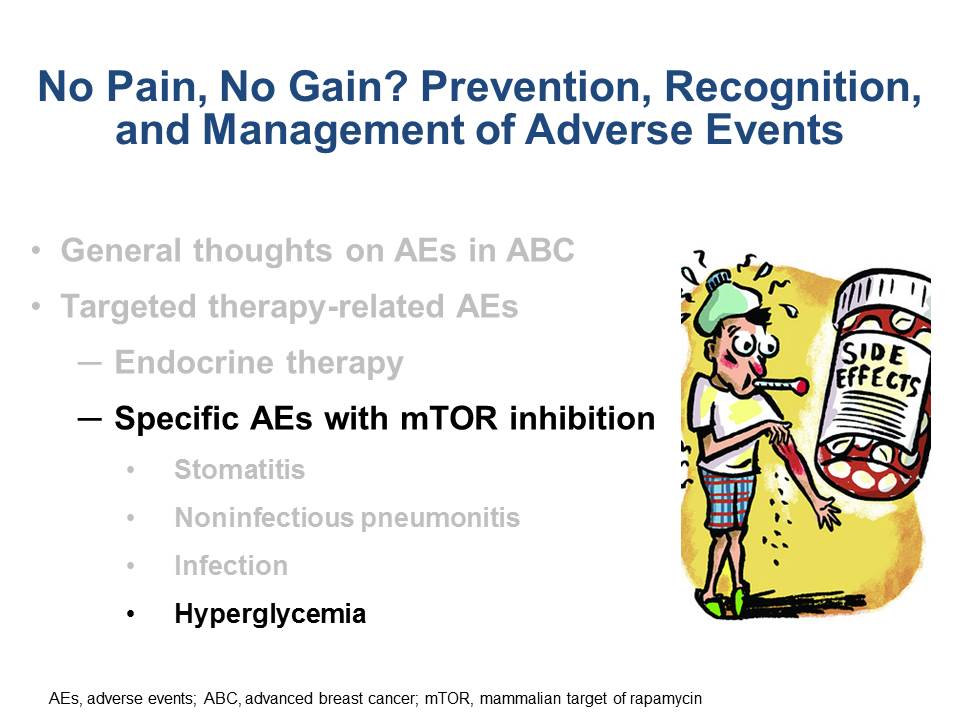 No Pain, No Gain? Prevention, Recognition,
and Management of Adverse Events
• General thoughts on AEs in ABC
• Targeted therapy-related AEs
— Endocrine therapy
— Specific AEs with mTOR inhibition
• Stomatitis
• Noninfectious pneumonitis
• Infection
• Hyperglycemia
SIDE
EFFECTS
AEs, adverse events; ABC, advanced breast cancer; mTOR, mammalian target of rapamycin